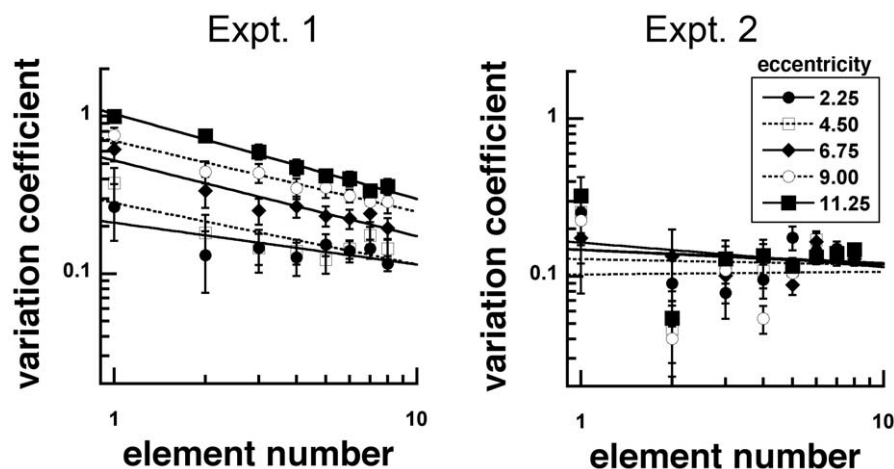 Expt. 1
variation coefficient
1
0.1
1
10
element number
Expt. 2
variation coefficient
1
0.1
1
10
element number
eccentricity
2.25
4.50
6.75
9.00
11.25